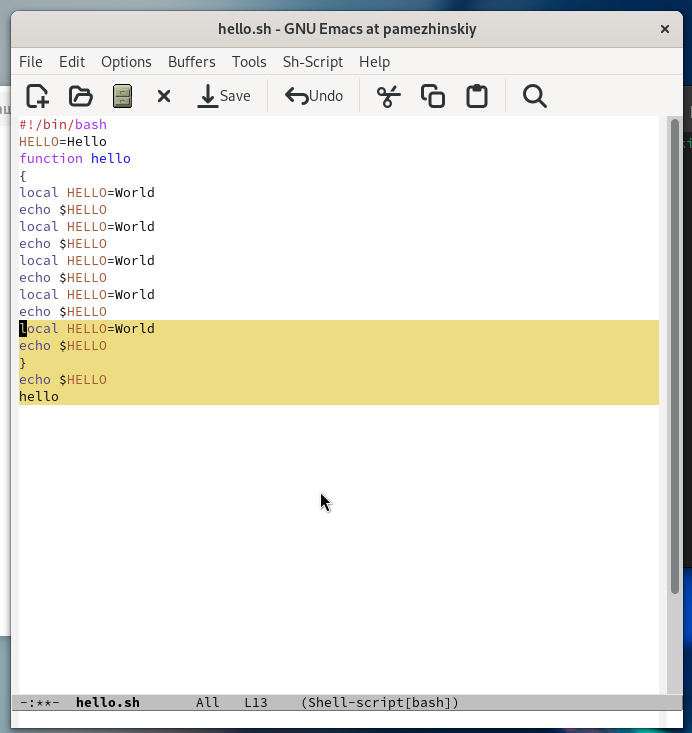 hello.sh - GNU Emacs at pamezhinskiy
File Edit Options Buffers Tools Sh-Script Help
Save Undo
#!/bin/bash
HELLO=Hello
function hello
{
local HELLO=World
echo $HELLO
local HELLO=World
echo $HELLO
local HELLO=World
echo $HELLO
local HELLO=World
echo $HELLO
local HELLO=World
echo $HELLO
}
echo $HELLO
hello
-:**- hello.sh All L13 (Shell-script[bash])